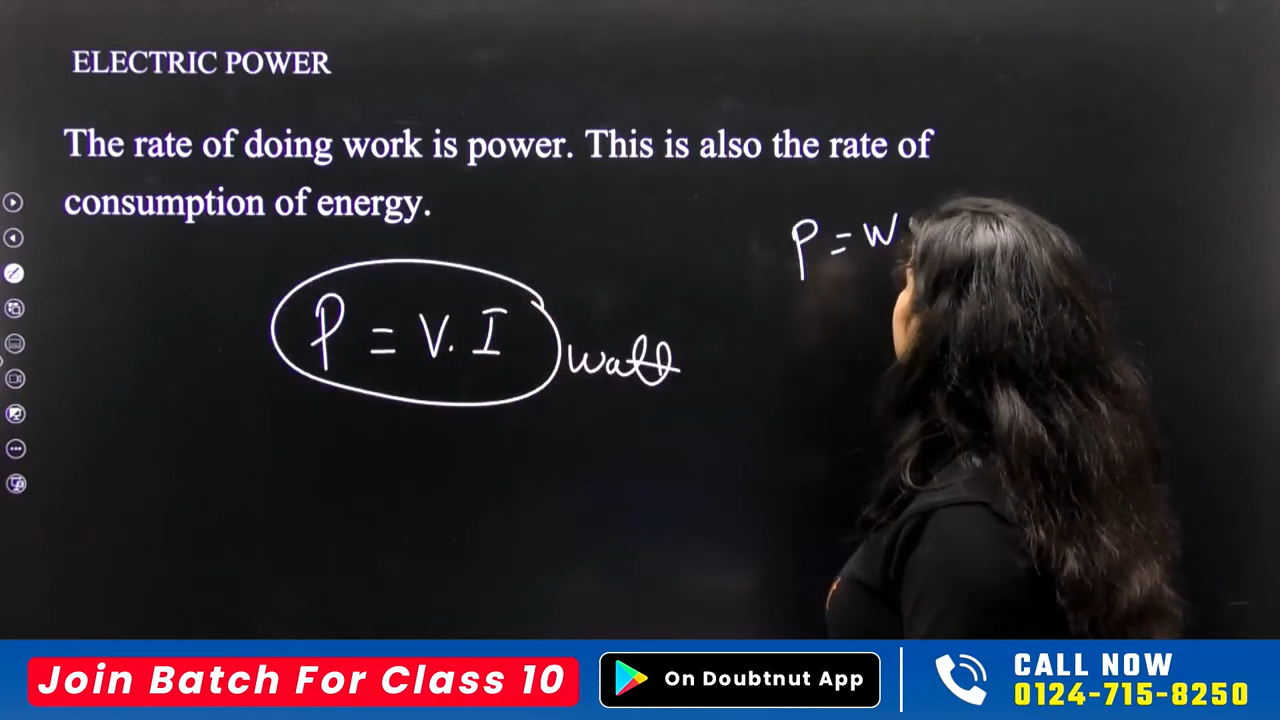 ELECTRIC POWER
The rate of doing work is power. This is also the rate of
consumption of energy.
P = W
P = V. I watt
Join Batch For Class 10
On Doubtnut App
CALL NOW
0124-715-8250